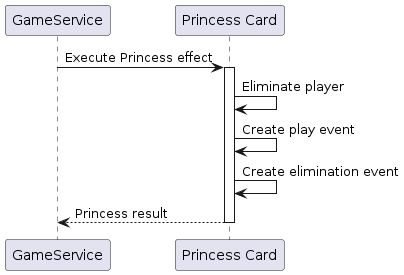 GameService
Princess Card
Execute Princess effect
Eliminate player
Create play event
Create elimination event
Princess result
GameService
Princess Card